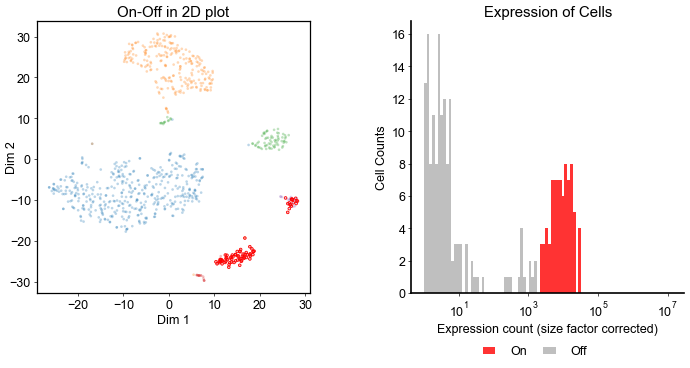 On-Off in 2D plot
30
20
10
0
−10
−20
−30
Dim 2
−20 −10 0 10 20 30
Dim 1
Expression of Cells
16
14
12
10
8
6
4
2
0
Cell Counts
10^1 10^3 10^5 10^7
Expression count (size factor corrected)
On Off